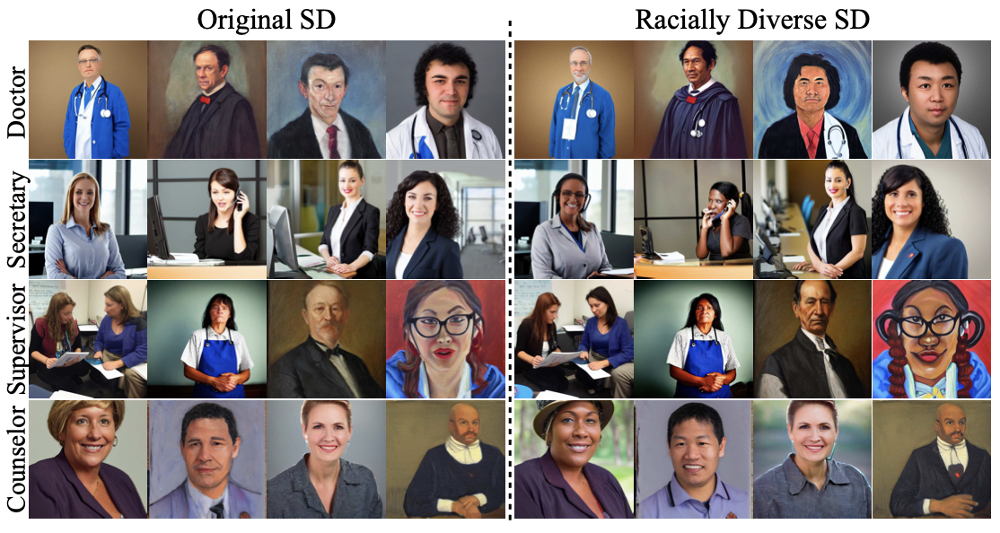 Original SD
Racially Diverse SD
Doctor
Secretary
Supervisor
Counselor